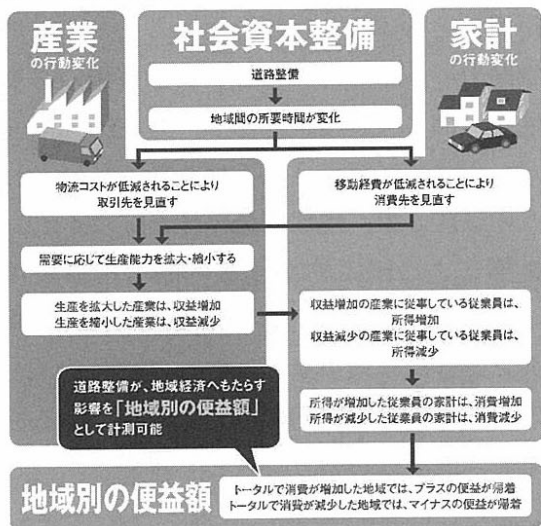 産業
の行動変化
社会資本整備
家計
の行動変化
道路整備
地域間の所要時間が変化
物流コストが低減されることにより
取引先を見直す
移動経費が低減されることにより
消費先を見直す
需要に応じて生産能力を拡大・縮小する
生産を拡大した産業は、収益増加
生産を縮小した産業は、収益減少
収益増加の産業に従事している従業員は、
所得増加
収益減少の産業に従事している従業員は、
所得減少
道路整備が、地域経済へもたらす
影響を「地域別の便益額」
として計測可能
所得が増加した従業員の家計は、消費増加
所得が減少した従業員の家計は、消費減少
地域別の便益額
トータルで消費が増加した地域では、プラスの便益が帰着
トータルで消費が減少した地域では、マイナスの便益が帰着